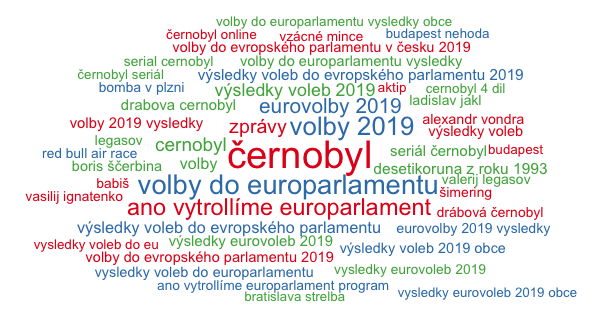 volby do europarlamentu vysledky obce
černobyl online
vzácné mince
budapest nehoda
volby do evropského parlamentu v česku 2019
serial cernobyl
volby do europarlamentu vysledky
černobyl seriál
výsledky voleb do evropského parlamentu 2019
bomba v plzni
výsledky voleb 2019
aktip
cernobyl 4 dil
drabova cernobyl
eurovolby 2019
ladislav jakl
volby 2019 vysledky
zprávy
volby 2019
alexandr vondra
výsledky voleb
legasov
cernobyl
černobyl
seriál černobyl
budapest
red bull air race
boris ščerbina
volby
desetikoruna z roku 1993
babiš
volby do europarlamentu
valerij legasov
vasilij ignatenko
šimering
ano vytrollíme europarlament
drábová černobyl
výsledky voleb do evropského parlamentu
eurovolby 2019 vysledky
vysledky voleb do eu
výsledky eurovoleb 2019
výsledky voleb 2019 obce
volby do evropského parlamentu 2019
vysledky voleb do europarlamentu
vysledky eurovoleb 2019
ano vytrollíme europarlament program
bratislava strelba
vysledky eurovoleb 2019 obce